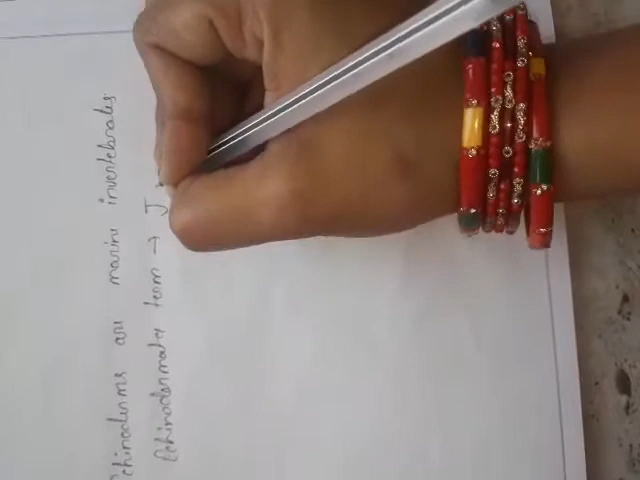 Echinoderms are marine invertebrates
Echinodermata term → J